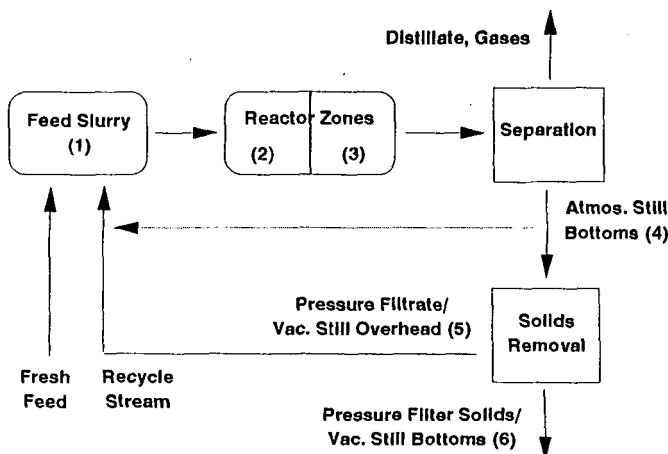 Distillate, Gases
Feed Slurry
(1)
Reactor Zones
(2) (3)
Separation
Atmos. Still
Bottoms (4)
Pressure Filtrate/
Vac. Still Overhead (5)
Solids
Removal
Fresh
Feed
Recycle
Stream
Pressure Filter Solids/
Vac. Still Bottoms (6)